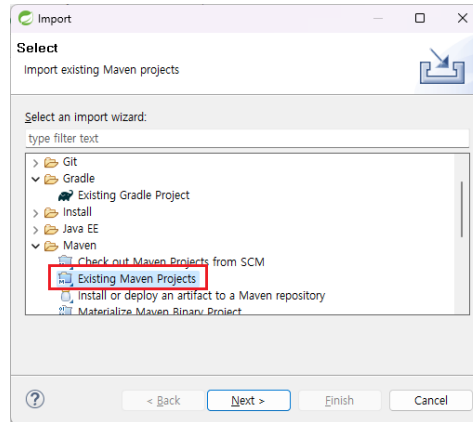 Import
Select
Import existing Maven projects
Select an import wizard:
type filter text
Git
Gradle
Existing Gradle Project
Install
Java EE
Maven
Check out Maven Projects from SCM
Existing Maven Projects
Install or deploy an artifact to a Maven repository
Materialize Maven Binary Project
?
< Back Next > Finish Cancel